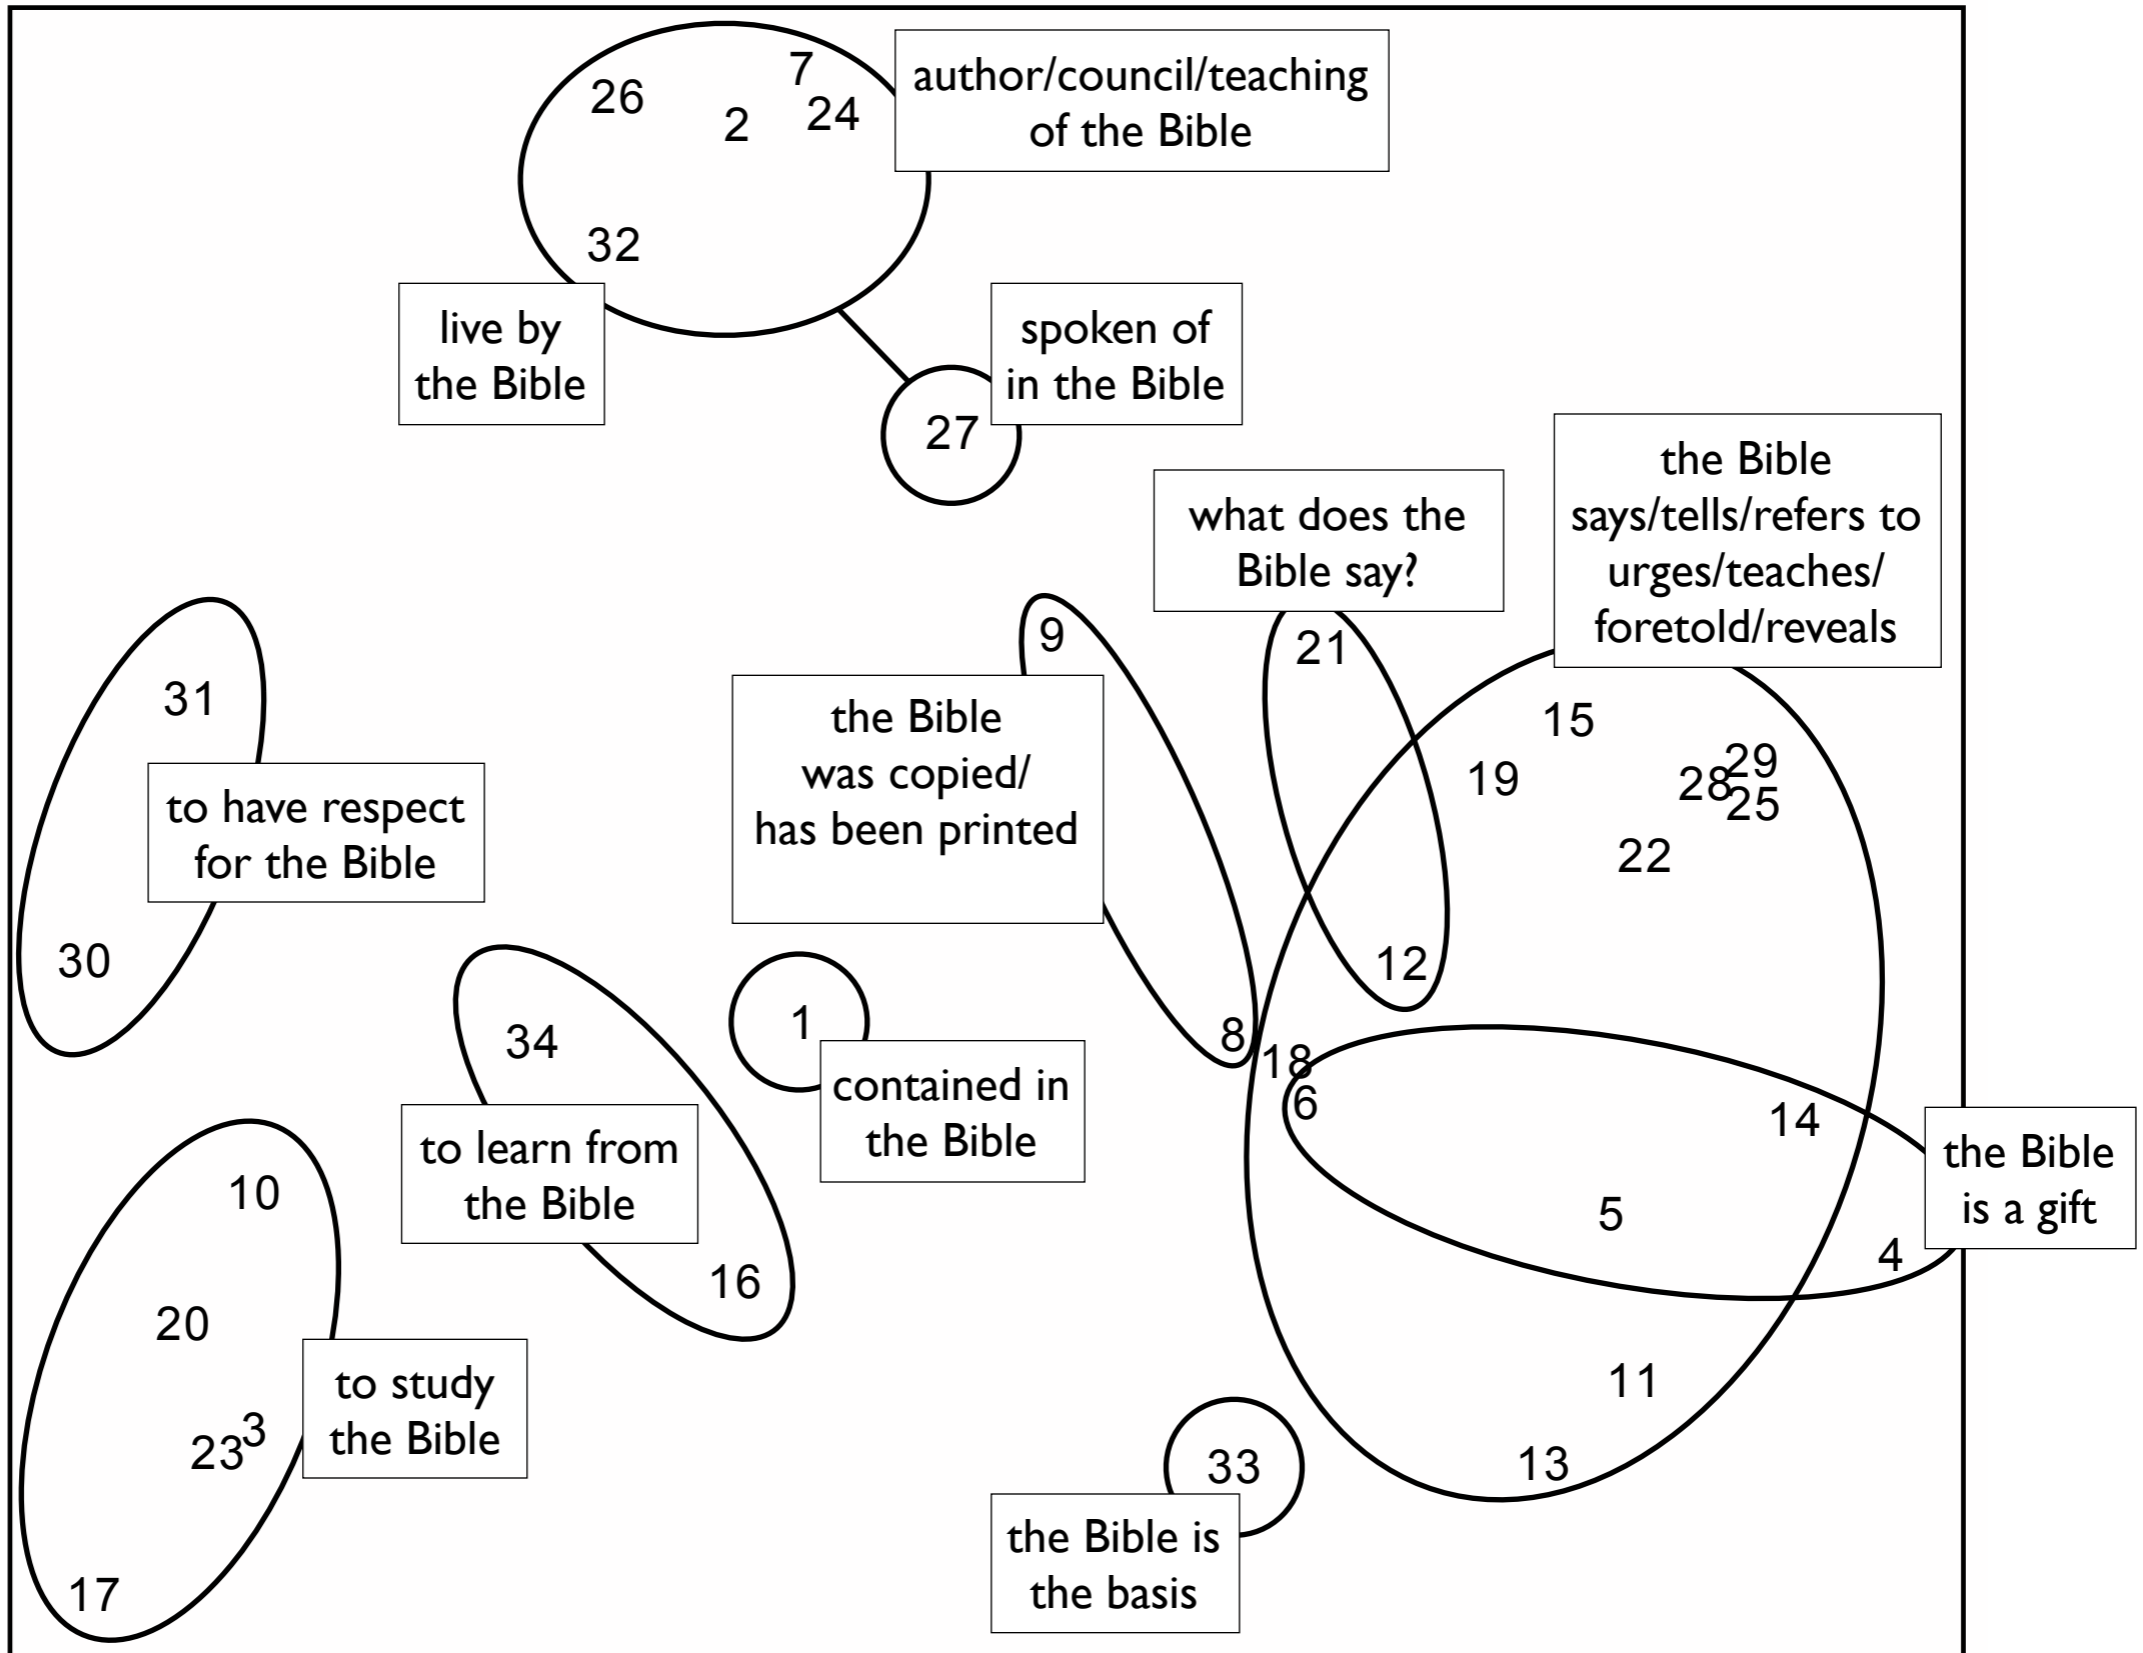 7
26
2
24
author/council/teaching
of the Bible
32
live by
the Bible
spoken of
in the Bible
27
the Bible
says/tells/refers to
urges/teaches/
foretold/reveals
what does the
Bible say?
9
21
31
the Bible
was copied/
has been printed
15
19
29
28
25
22
to have respect
for the Bible
30
12
34
1
8
18
6
contained in
the Bible
14
to learn from
the Bible
the Bible
is a gift
10
5
4
16
20
to study
the Bible
3
23
11
13
33
the Bible is
the basis
17